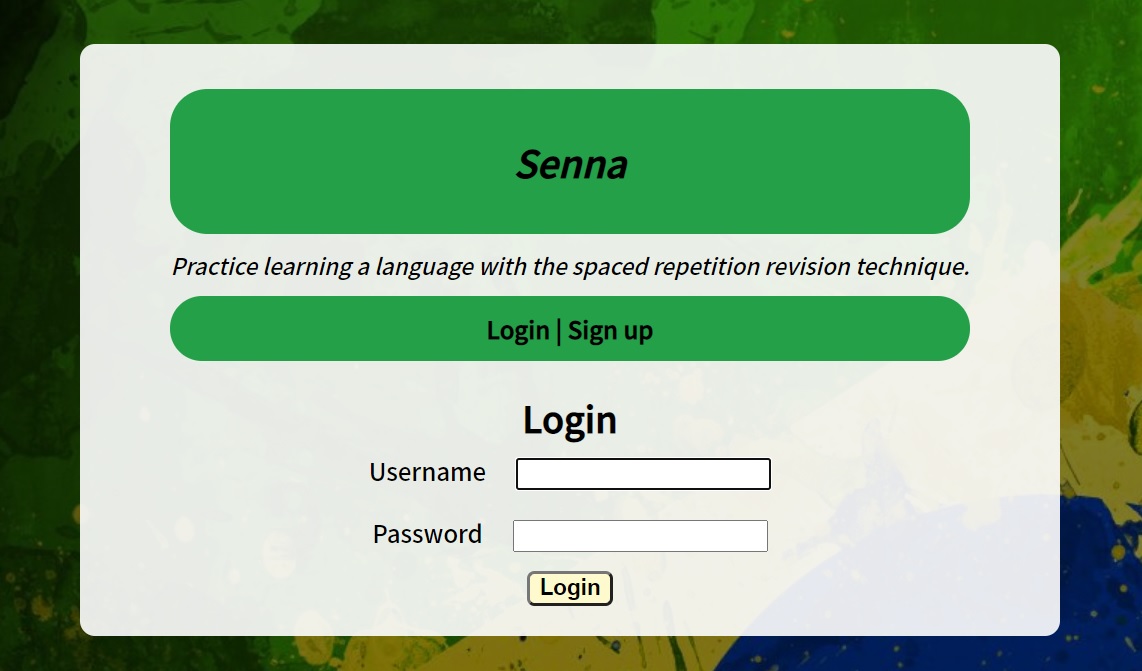 Senna
Practice learning a language with the spaced repetition revision technique.
Login | Sign up
Login
Username
Password
Login